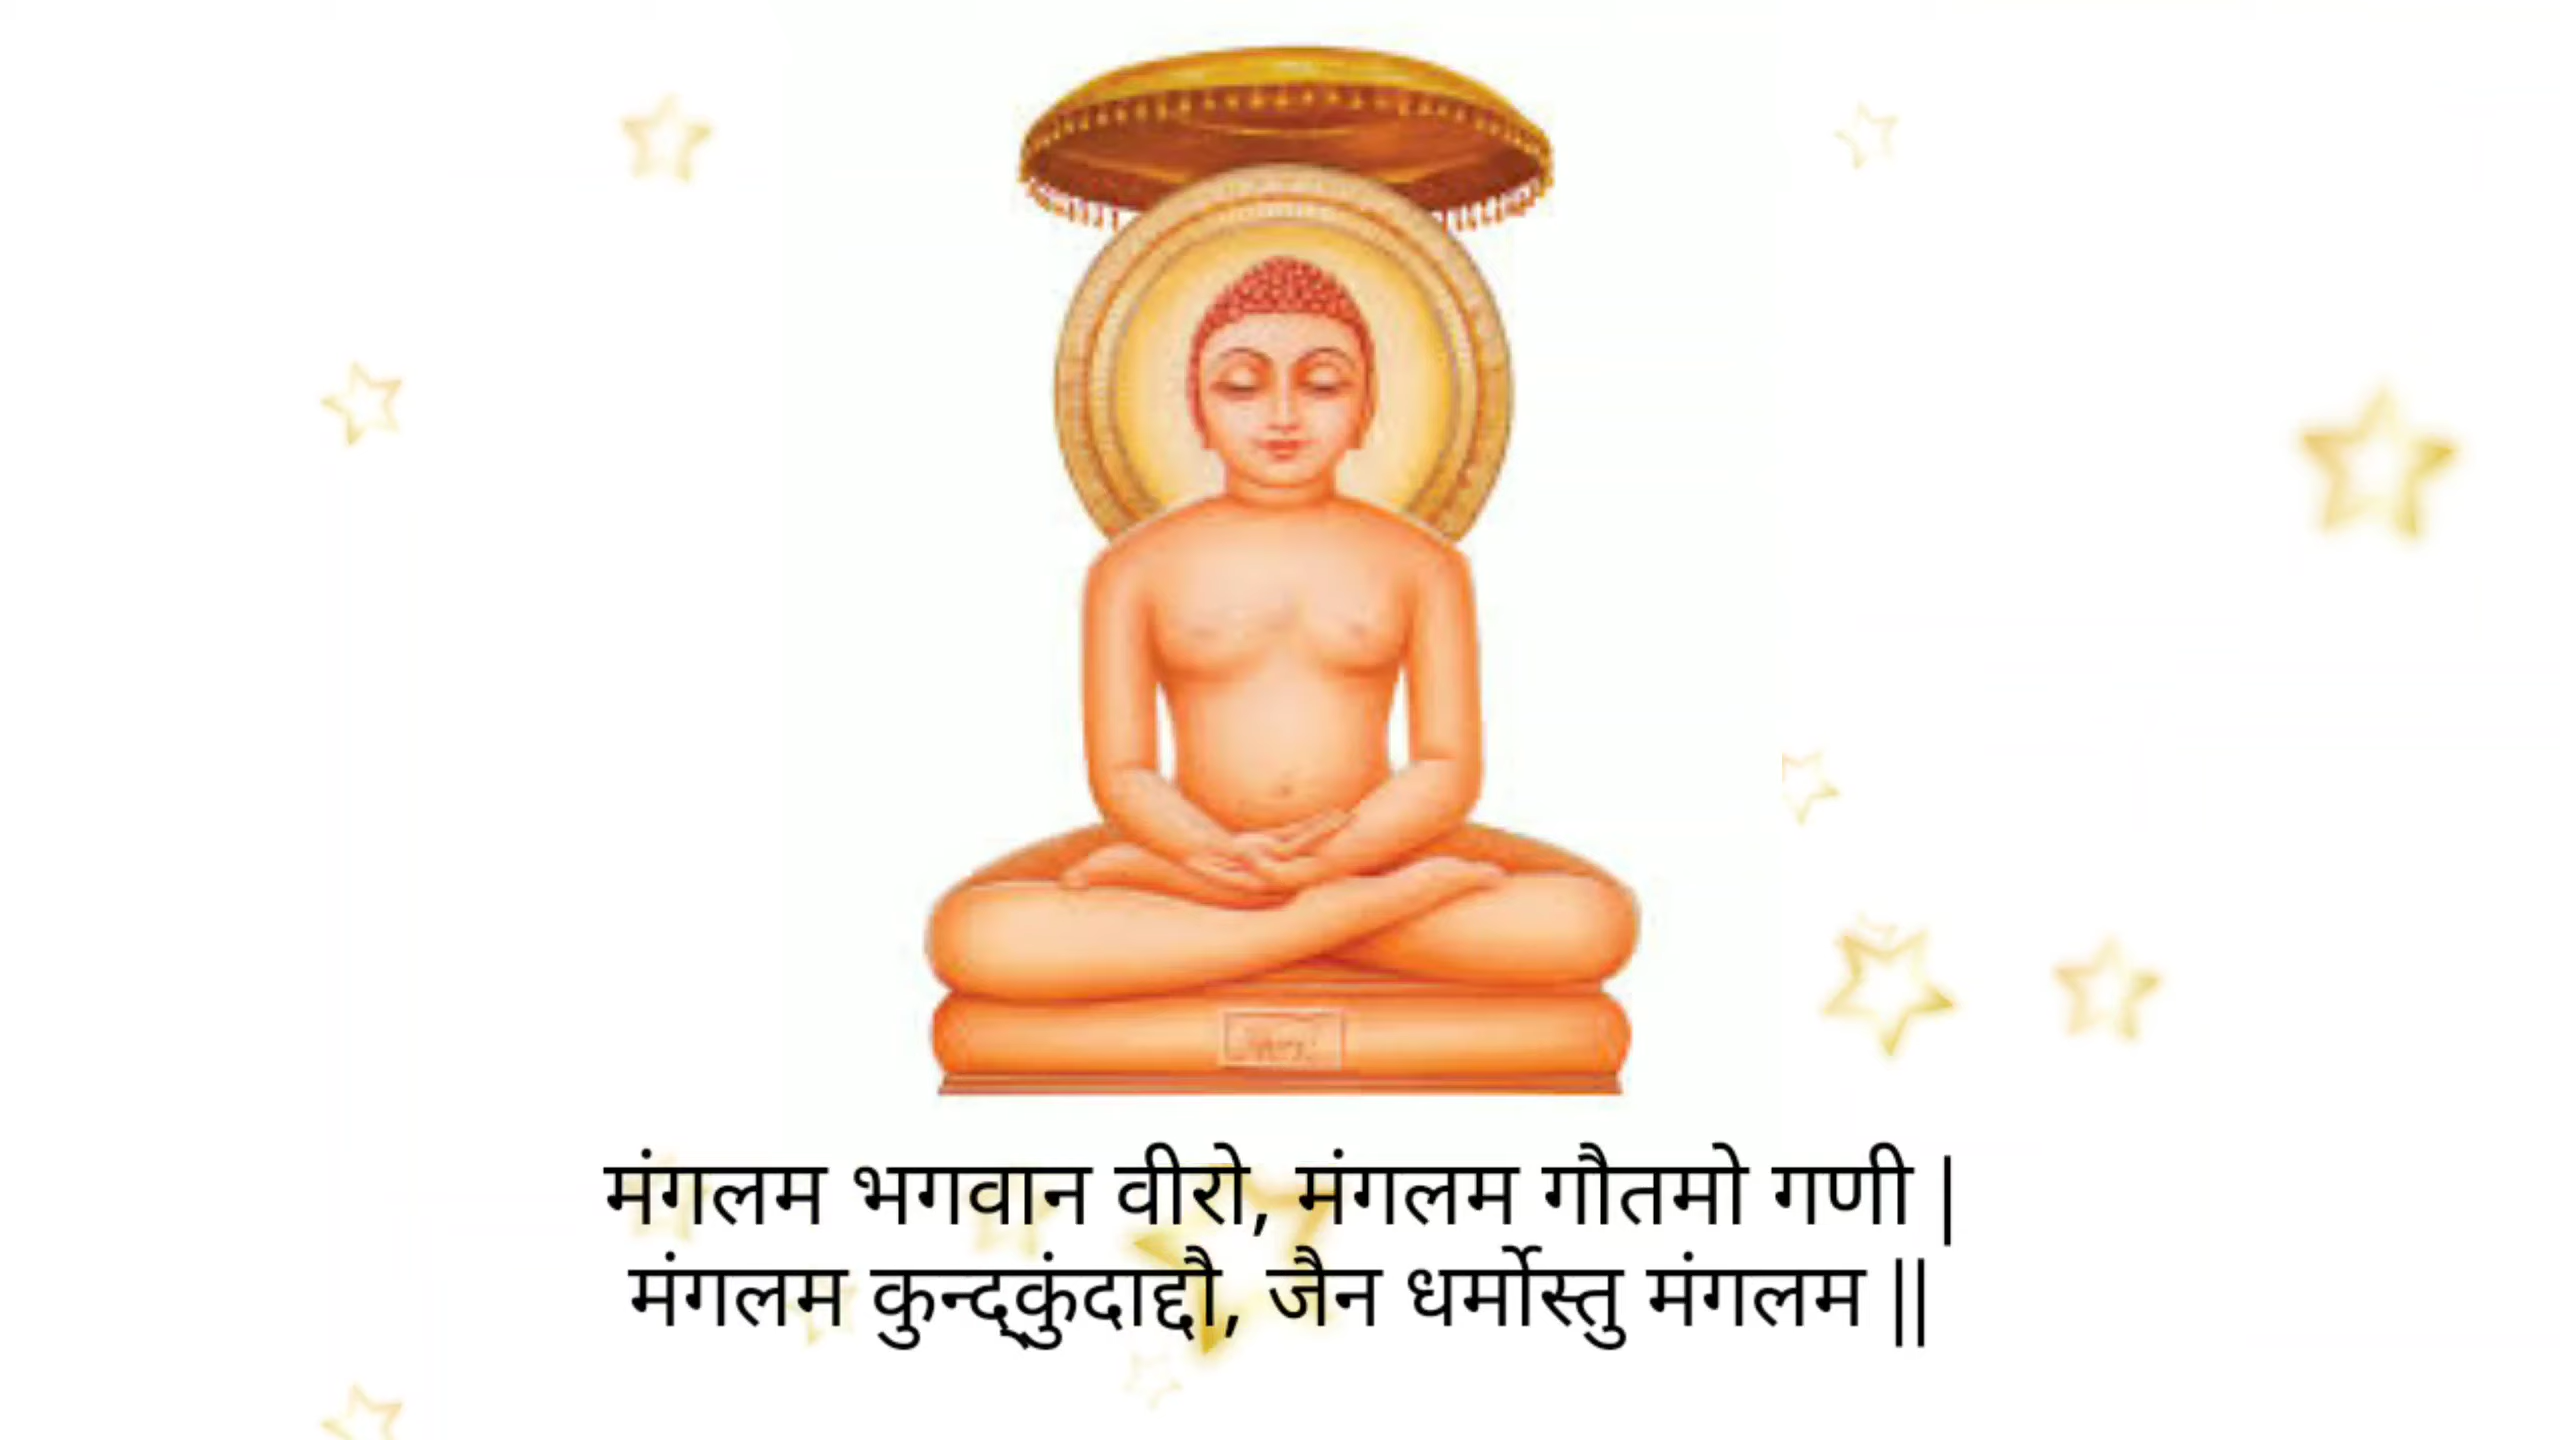 मंगलम भगवान वीरो, मंगलम गौतमो गणी |
मंगलम कुन्द्कुंदाद्दौ, जैन धर्मोस्तु मंगलम ||